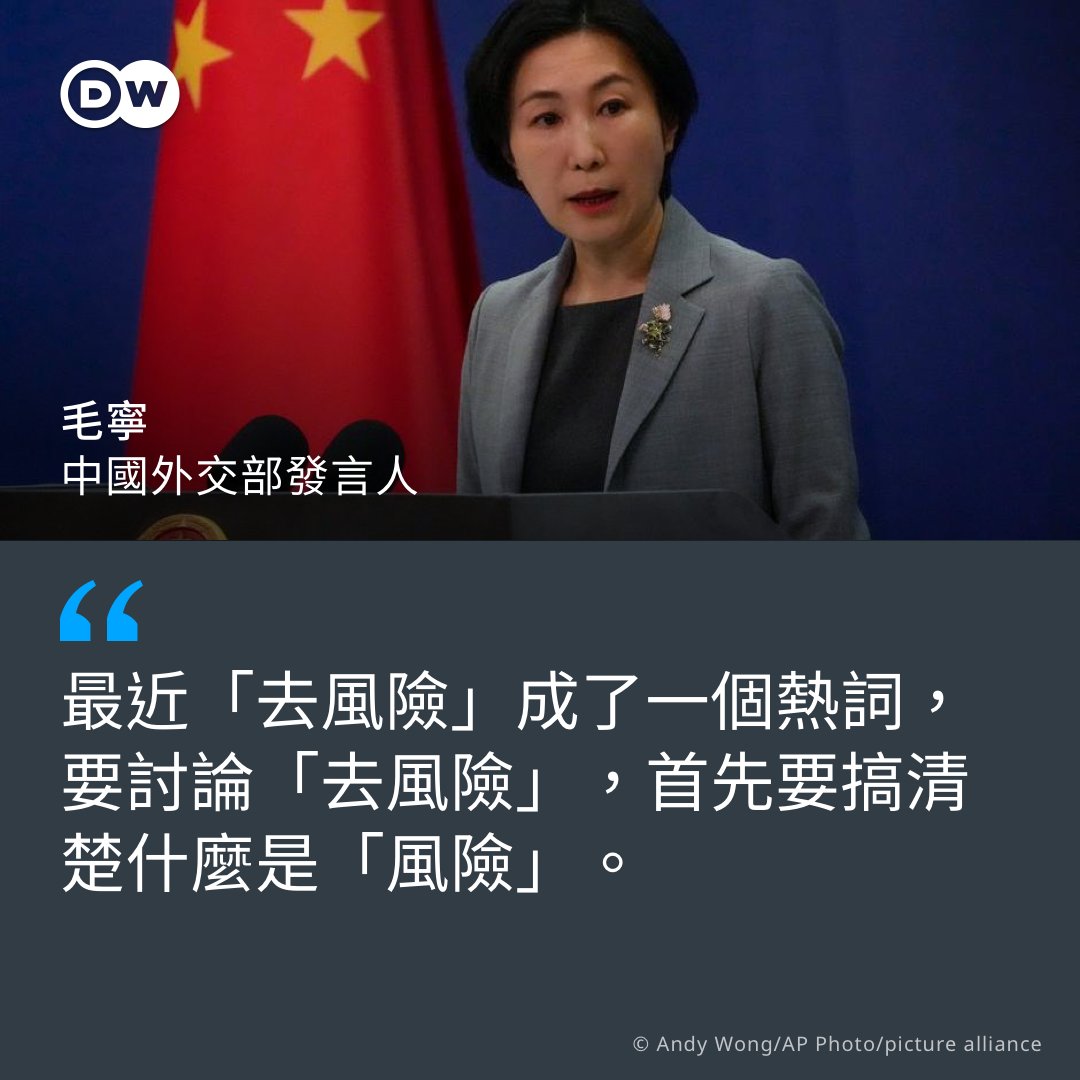 DW
毛寧
中國外交部發言人
最近「去風險」成了一個熱詞，
要討論「去風險」，首先要搞清
楚什麼是「風險」。
© Andy Wong/AP Photo/picture alliance